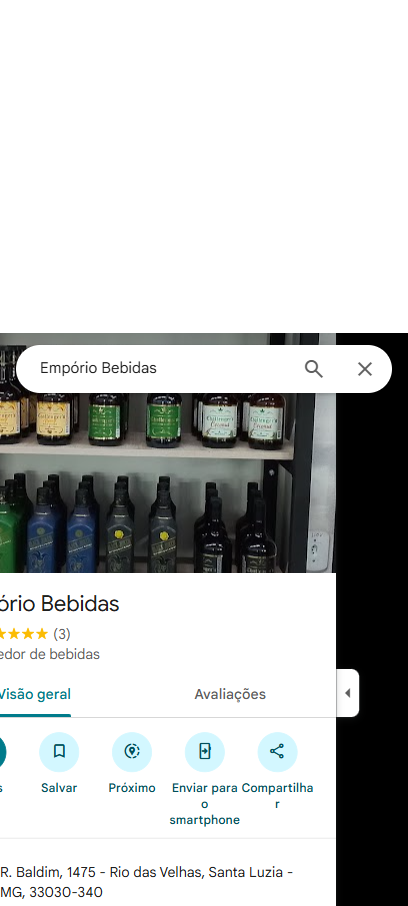 Empório Bebidas
ório Bebidas
(3)
edor de bebidas
Visão geral
Avaliações
s
Salvar
Próximo
Enviar para
o
smartphone
Compartilha
r
R. Baldim, 1475 - Rio das Velhas, Santa Luzia -
MG, 33030-340